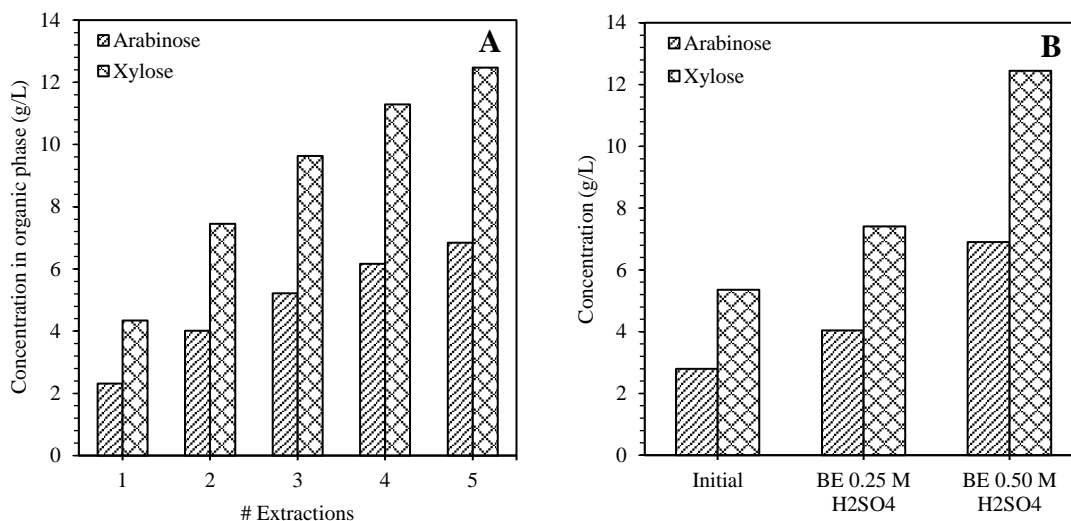 A
Arabinose
Xylose
Concentration in organic phase (g/L)
14
12
10
8
6
4
2
0
1 2 3 4 5
# Extractions
B
Arabinose
Xylose
Concentration (g/L)
14
12
10
8
6
4
2
0
Initial BE 0.25 M BE 0.50 M
H2SO4 H2SO4